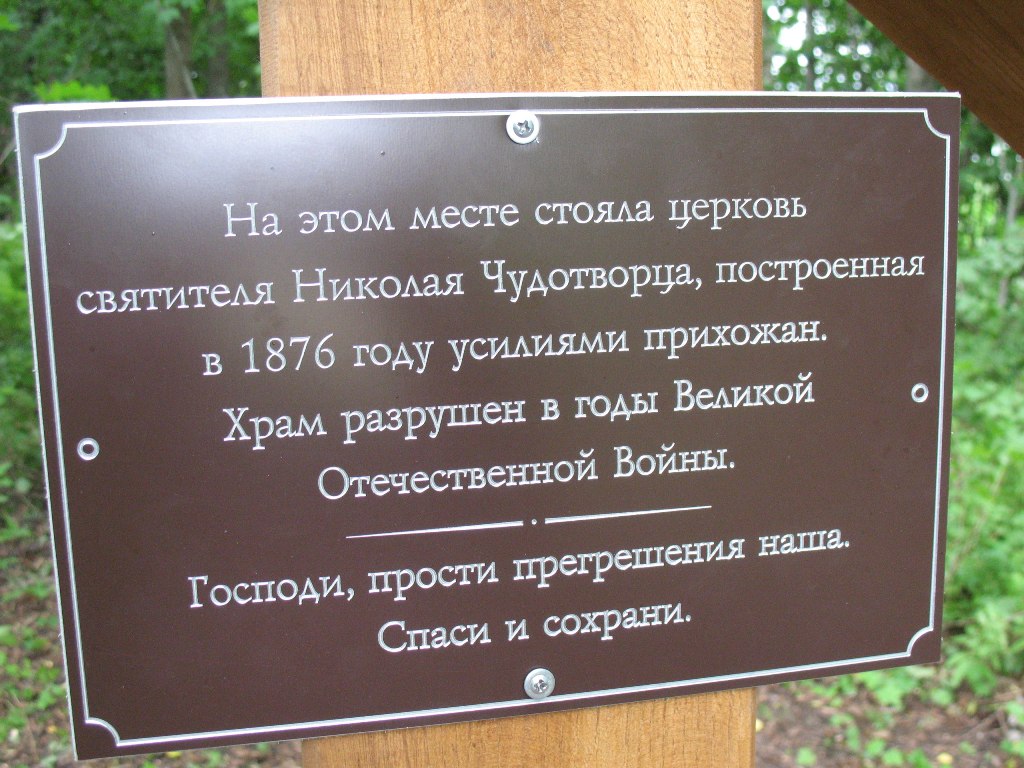 На этом месте стояла церковь
святителя Николая Чудотворца, построенная
в 1876 году усилиями прихожан.
Храм разрушен в годы Великой
Отечественной Войны.
Господи, прости прегрешения наша.
Спаси и сохрани.